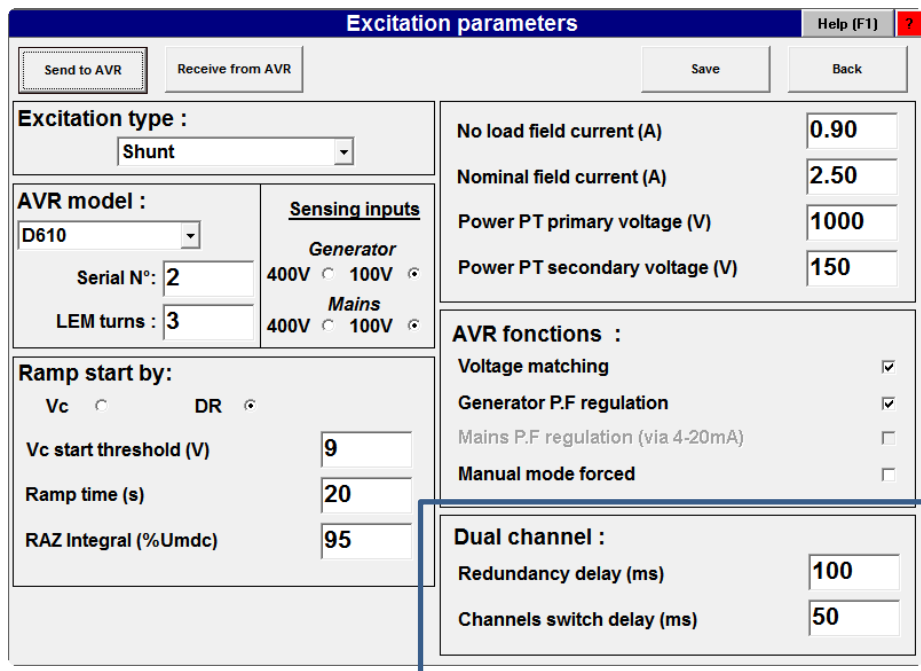 Excitation parameters
Help (F1)
?
Send to AVR
Receive from AVR
Save
Back
Excitation type :
Shunt
AVR model :
D610
Serial N°: 2
LEM turns : 3
Sensing inputs
Generator
400V 100V
Mains
400V 100V
Ramp start by:
Vc DR
Vc start threshold (V) 9
Ramp time (s) 20
RAZ Integral (%Umdc) 95
No load field current (A) 0.90
Nominal field current (A) 2.50
Power PT primary voltage (V) 1000
Power PT secondary voltage (V) 150
AVR fonctions :
Voltage matching
Generator P.F regulation
Mains P.F regulation (via 4-20mA)
Manual mode forced
Dual channel :
Redundancy delay (ms) 100
Channels switch delay (ms) 50